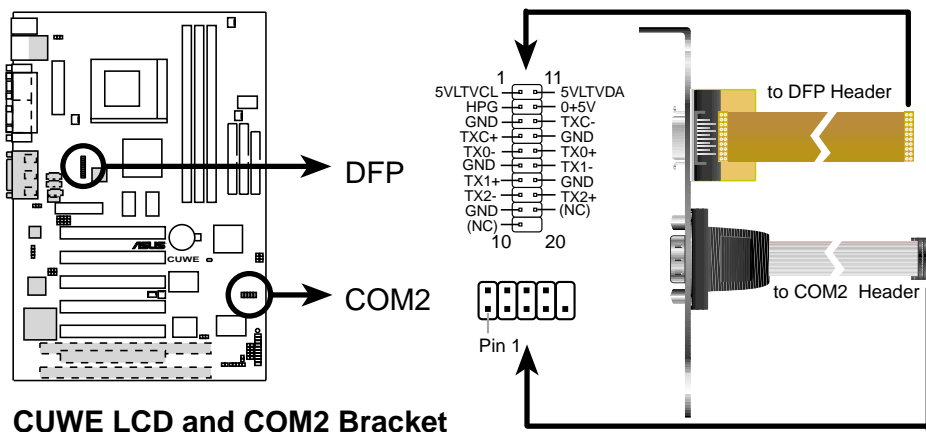 1 11
5VLTVCL 5VLTVDA
HPG 0+5V
GND TXC-
TXC+ GND
TX0- TX0+
GND TX1-
TX1+ GND
TX2- TX2+
GND (NC)
(NC)
10 20
to DFP Header
DFP
ASUS
CUWE
COM2
Pin 1
to COM2 Header
CUWE LCD and COM2 Bracket